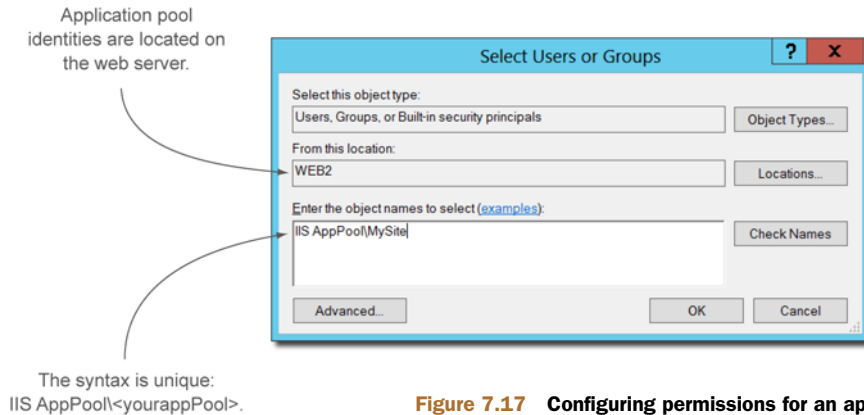 Application pool
identities are located on
the web server.
Select Users or Groups
?
x
Select this object type:
Users, Groups, or Built-in security principals
Object Types...
From this location:
WEB2
Locations...
Enter the object names to select (examples):
IIS AppPool\MySite
Check Names
Advanced...
OK
Cancel
The syntax is unique:
IIS AppPool\<yourappPool>.
Figure 7.17 Configuring permissions for an